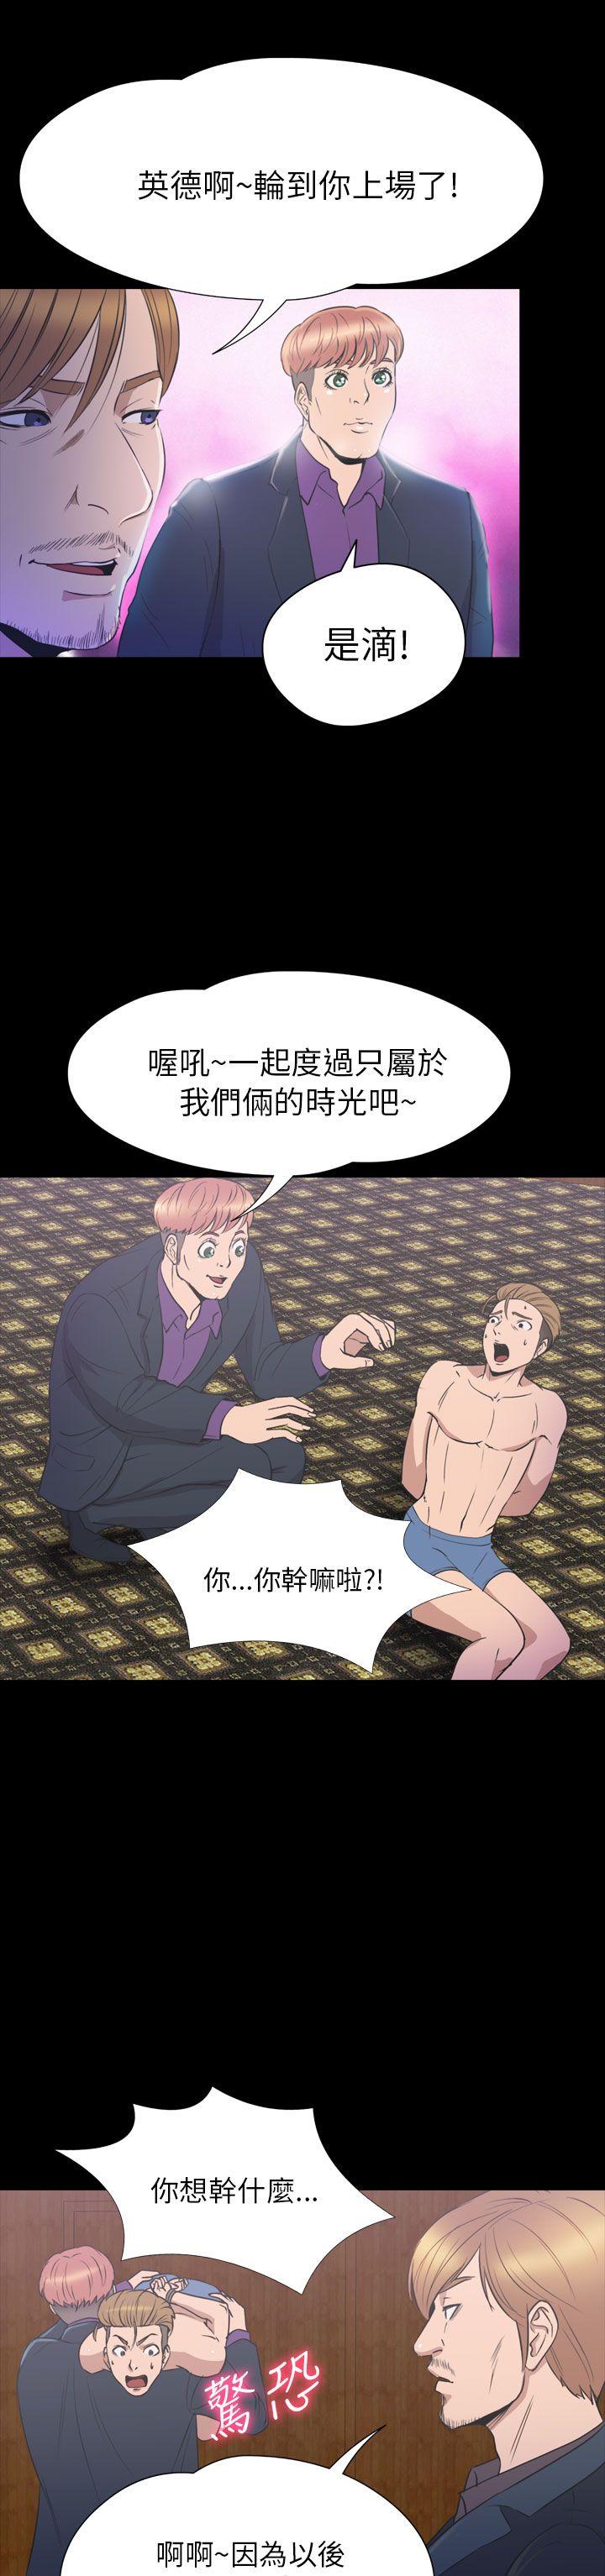 英德啊~輪到你上場了!
是滴!
喔吼~一起度過只屬於
我們倆的時光吧~
你...你幹嘛啦?!
你想幹什麼...
驚恐
啊啊~因為以後